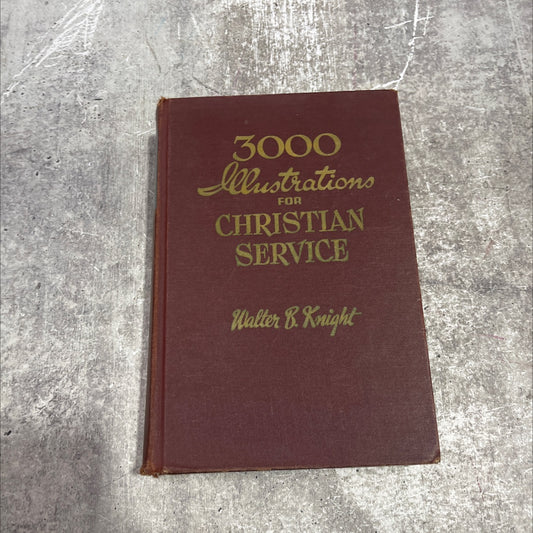 3000
Illustrations
FOR
CHRISTIAN
SERVICE
Walter B. Knight